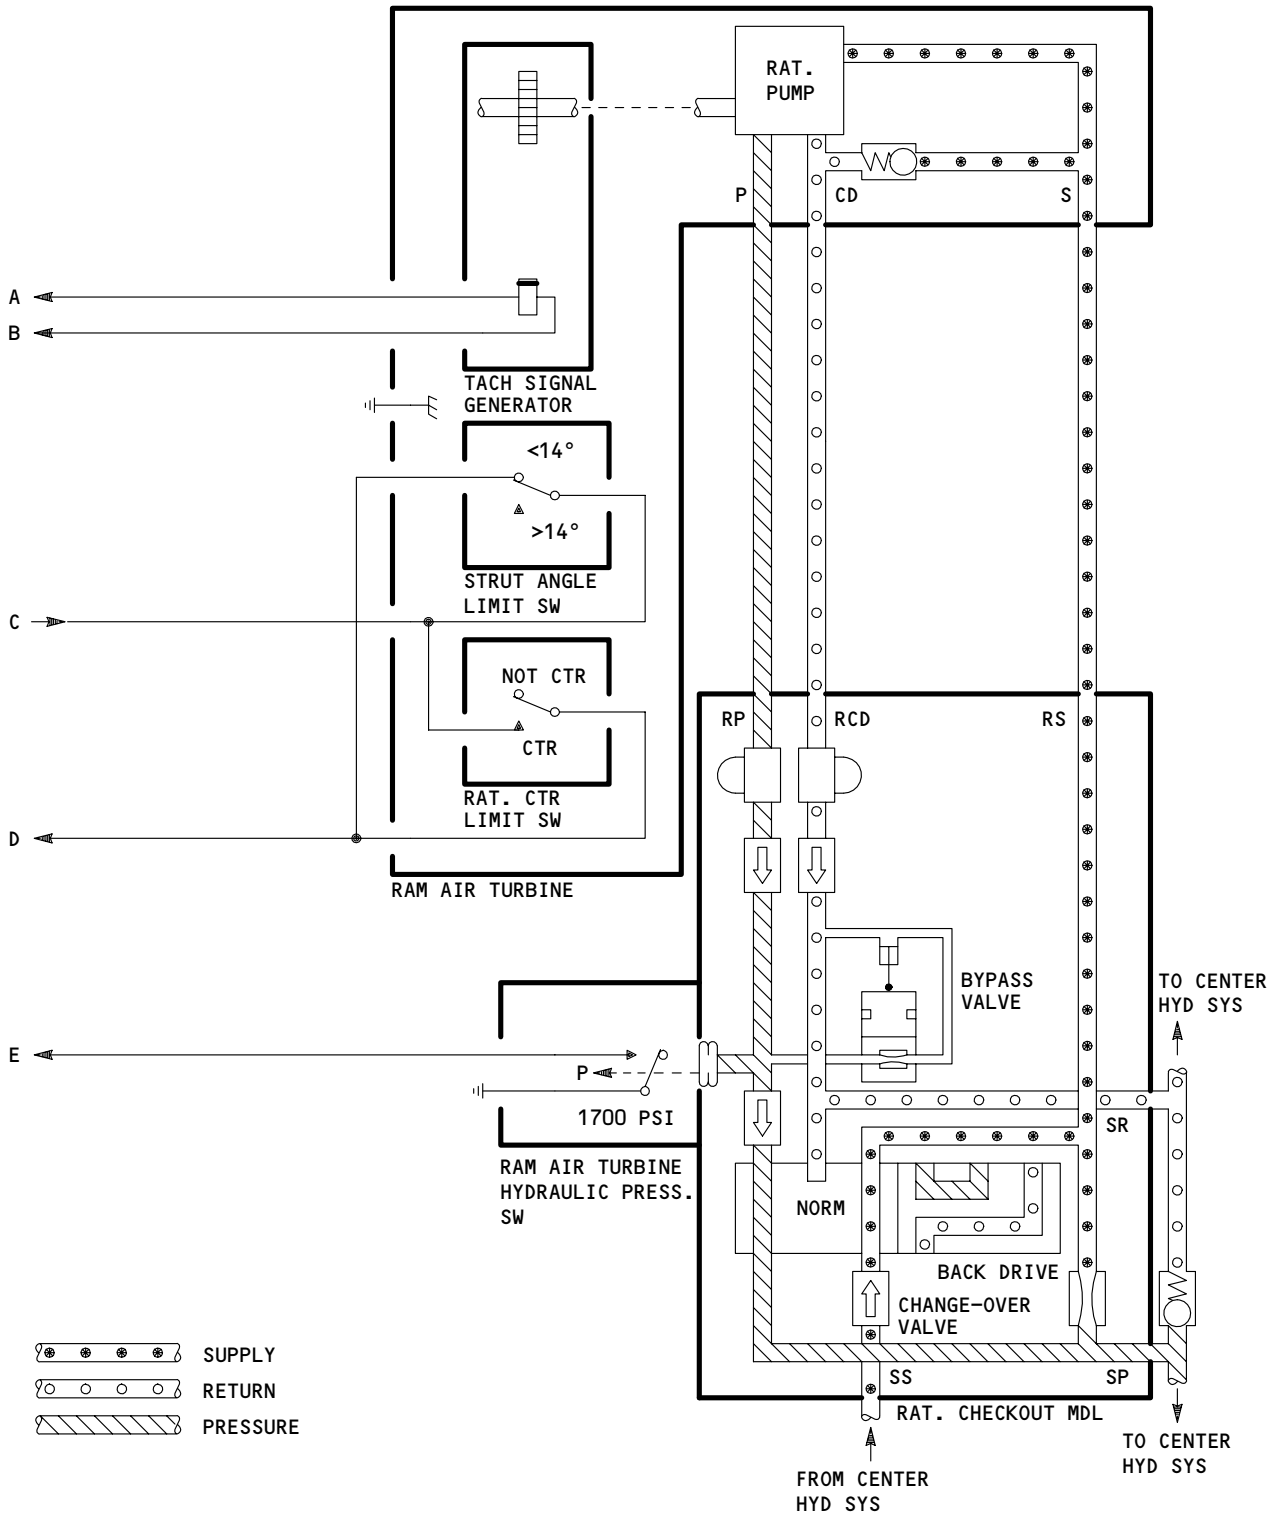 RAT.
PUMP
P
CD
S
A
B
TACH SIGNAL
GENERATOR
<14°
>14°
STRUT ANGLE
LIMIT SW
C
NOT CTR
CTR
RAT. CTR
LIMIT SW
D
RAM AIR TURBINE
RP
RCD
RS
BYPASS
VALVE
TO CENTER
HYD SYS
E
P
1700 PSI
SR
RAM AIR TURBINE
HYDRAULIC PRESS.
SW
NORM
BACK DRIVE
CHANGE-OVER
VALVE
SS
SP
RAT. CHECKOUT MDL
SUPPLY
RETURN
PRESSURE
TO CENTER
HYD SYS
FROM CENTER
HYD SYS